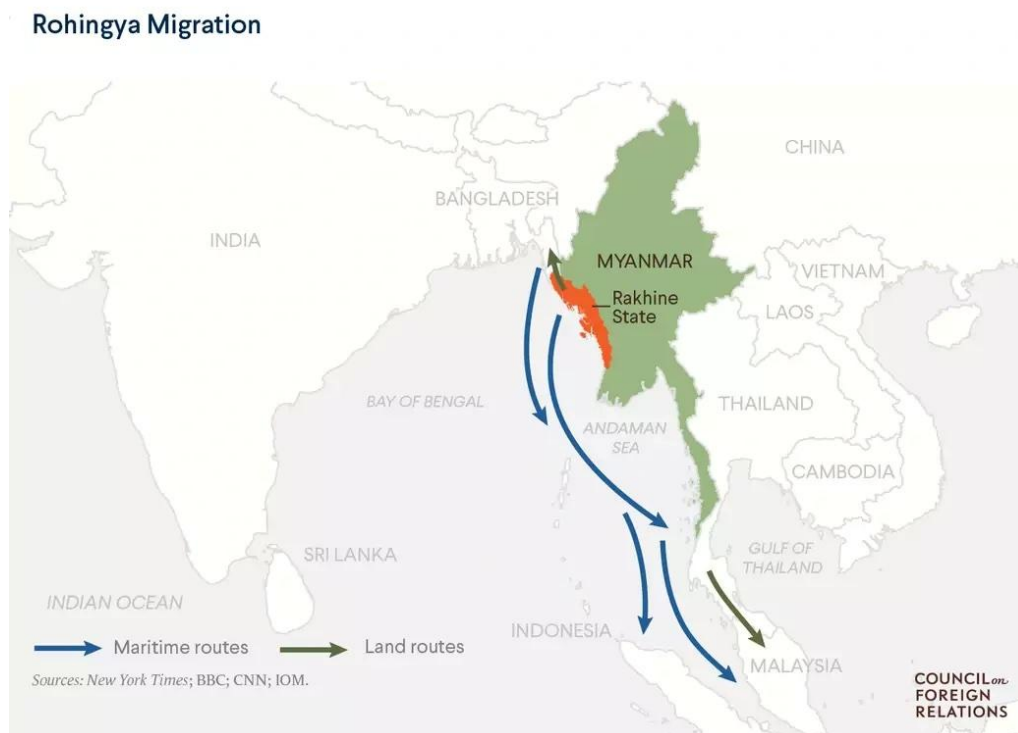 Rohingya Migration
CHINA
BANGLADESH
INDIA
MYANMAR
VIETNAM
Rakhine
State
LAOS
BAY OF BENGAL
THAILAND
ANDAMAN
SEA
CAMBODIA
SRI LANKA
GULF OF
THAILAND
INDIAN OCEAN
INDONESIA
Maritime routes
Land routes
MALAYSIA
Sources: New York Times; BBC; CNN; IOM.
COUNCIL on
FOREIGN
RELATIONS